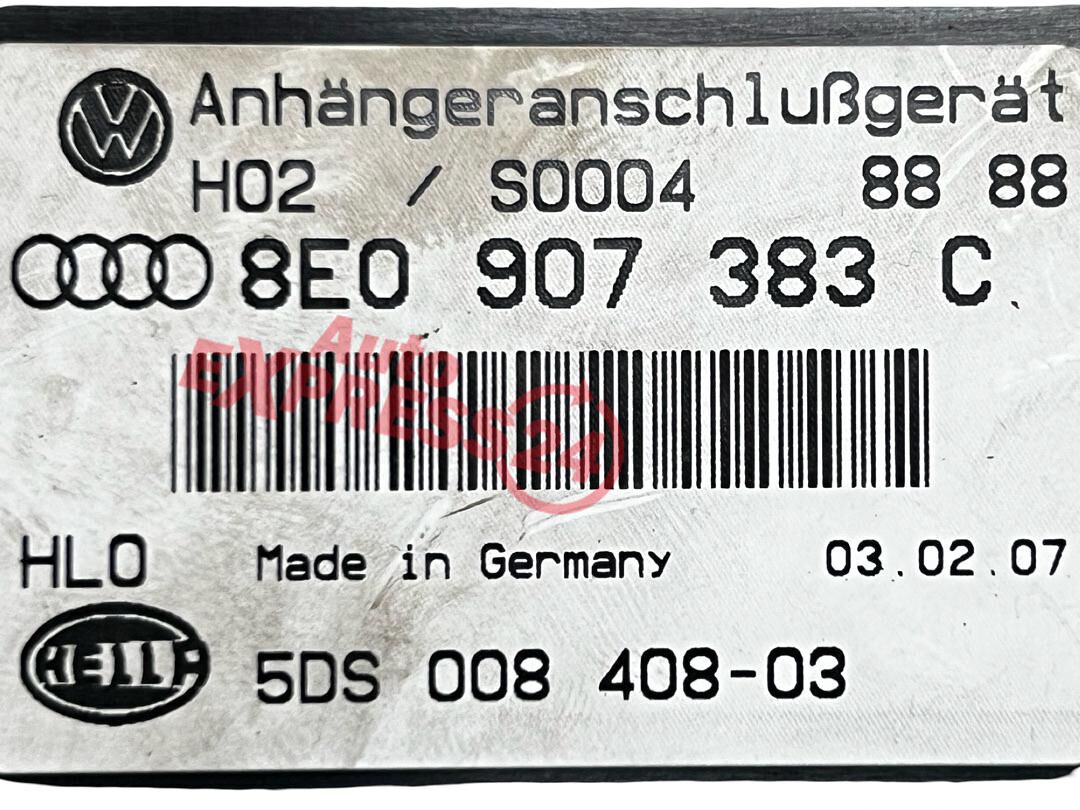 Anhängeranschlußgerät
H02 / S0004 88 88
8E0 907 383 C
Auto
EXPRESS24
HLO Made in Germany 03.02.07
HELLA 5DS 008 408-03